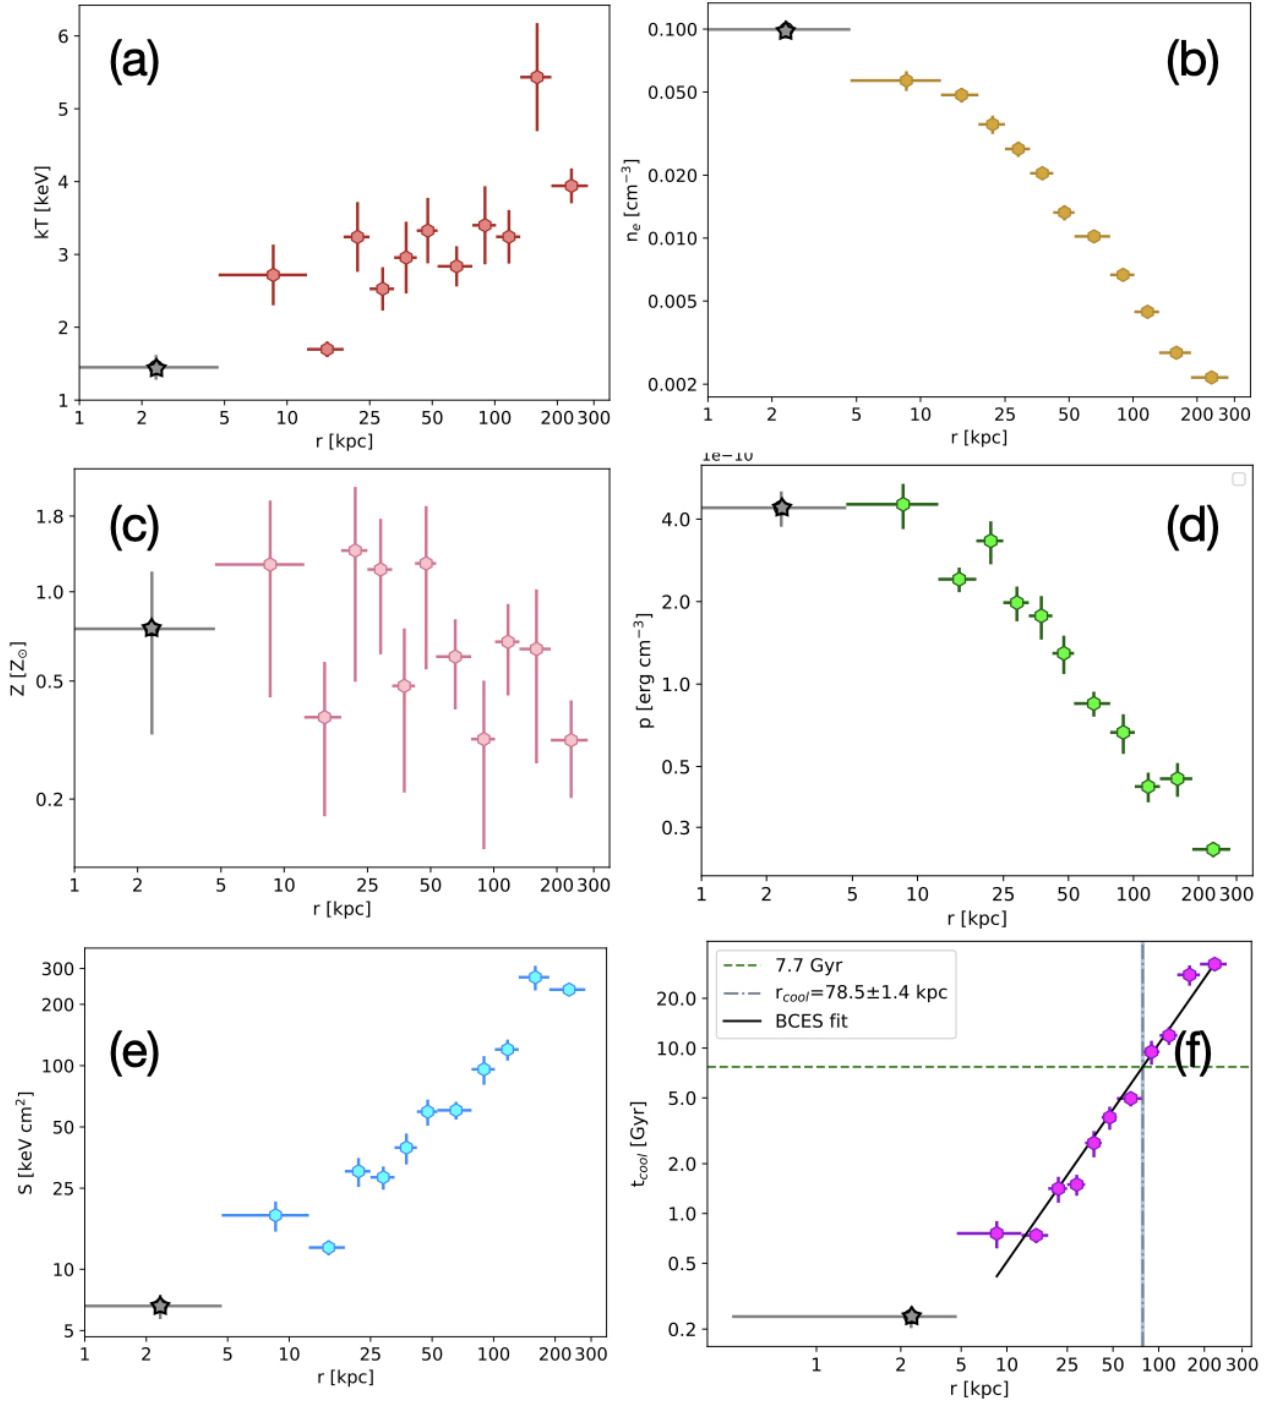 (a)
6
5
4
3
2
1
kT [keV]
1 2 5 10 25 50 100 200 300
r [kpc]
(b)
0.100
0.050
0.020
0.010
0.005
0.002
n_e [cm⁻³]
1 2 5 10 25 50 100 200 300
r [kpc]
(c)
1.8
1.0
0.5
0.2
Z [Z⊙]
1 2 5 10 25 50 100 200 300
r [kpc]
1e−10
(d)
4.0
2.0
1.0
0.5
0.3
p [erg cm⁻³]
1 2 5 10 25 50 100 200 300
r [kpc]
(e)
300
200
100
50
25
10
5
S [keV cm²]
1 2 5 10 25 50 100 200 300
r [kpc]
7.7 Gyr
r_cool=78.5±1.4 kpc
BCES fit
(f)
20.0
10.0
5.0
2.0
1.0
0.5
0.2
t_cool [Gyr]
1 2 5 10 25 50 100 200 300
r [kpc]